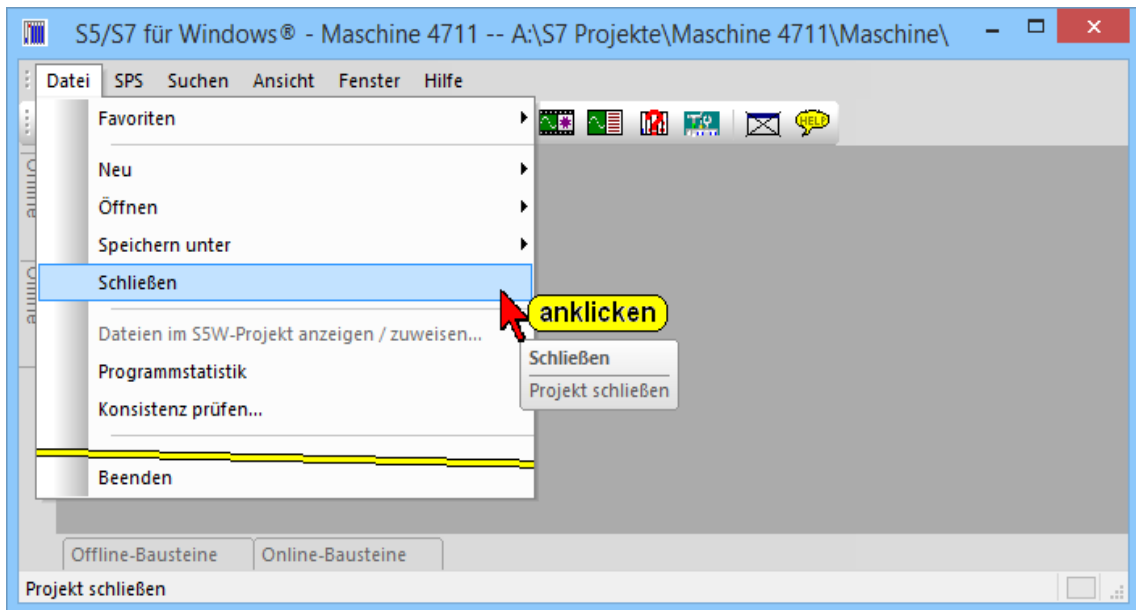 S5/S7 für Windows® - Maschine 4711 -- A:\S7 Projekte\Maschine 4711\Maschine\
Datei SPS Suchen Ansicht Fenster Hilfe
Favoriten
HELP
Neu
Öffnen
Speichern unter
Schließen
anklicken
Dateien im S5W-Projekt anzeigen / zuweisen...
Schließen
Programmstatistik
Projekt schließen
Konsistenz prüfen...
Beenden
Offline-Bausteine Online-Bausteine
Projekt schließen